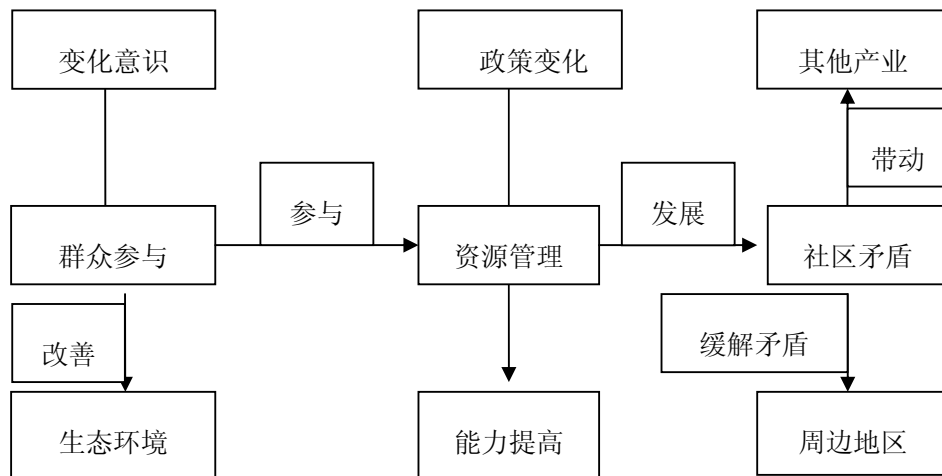 变化意识
政策变化
其他产业
带动
参与
发展
群众参与
资源管理
社区矛盾
改善
缓解矛盾
生态环境
能力提高
周边地区